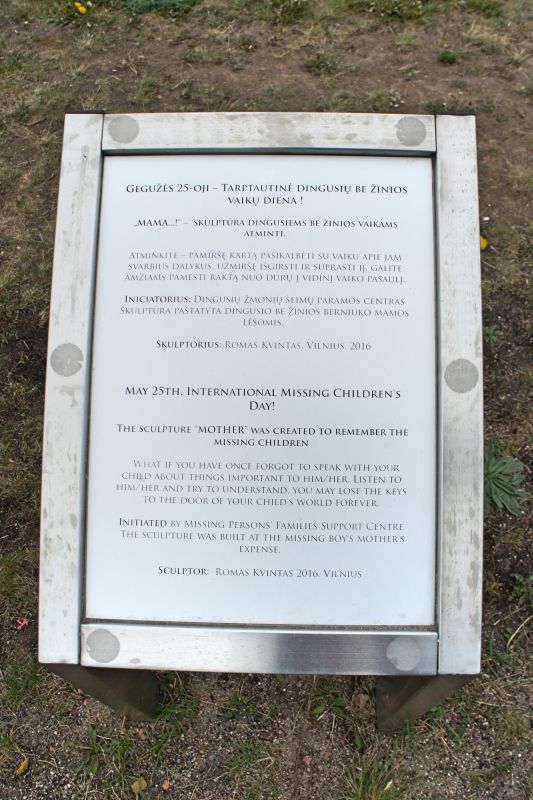 GEGUŽĖS 25-OJI – TARPTAUTINĖ DINGUSIŲ BE ŽINIOS
VAIKŲ DIENA !
„MAMA...!“ – SKULPTŪRA DINGUSIEMS BE ŽINIOS VAIKAMS
ATMINTI.
ATMINKITE – PAMIRŠĘ KARTĄ PASIKALBĖTI SU VAIKU APIE JAM
SVARBIUS DALYKUS, UŽMIRŠĘ IŠGIRSTI IR SUPRASTI JĮ, GALITE
AMŽIAMS PAMESTI RAKTĄ NUO DURŲ Į VIDINĮ VAIKO PASAULĮ.
INICIATORIUS: DINGUSIŲ ŽMONIŲ ŠEIMŲ PARAMOS CENTRAS
SKULPTŪRA PASTATYTA DINGUSIO BE ŽINIOS BERNIUKO MAMOS
LĖŠOMIS.
SKULPTORIUS: ROMAS KVINTAS, VILNIUS, 2016
MAY 25TH, INTERNATIONAL MISSING CHILDREN'S
DAY!
THE SCULPTURE "MOTHER" WAS CREATED TO REMEMBER THE
MISSING CHILDREN
WHAT IF YOU HAVE ONCE FORGOT TO SPEAK WITH YOUR
CHILD ABOUT THINGS IMPORTANT TO HIM/HER. LISTEN TO
HIM/HER AND TRY TO UNDERSTAND, YOU MAY LOSE THE KEYS
TO THE DOOR OF YOUR CHILD'S WORLD FOREVER.
INITIATED BY MISSING PERSONS' FAMILIES SUPPORT CENTRE
THE SCULPTURE WAS BUILT AT THE MISSING BOY'S MOTHER'S
EXPENSE.
SCULPTOR: ROMAS KVINTAS 2016, VILNIUS